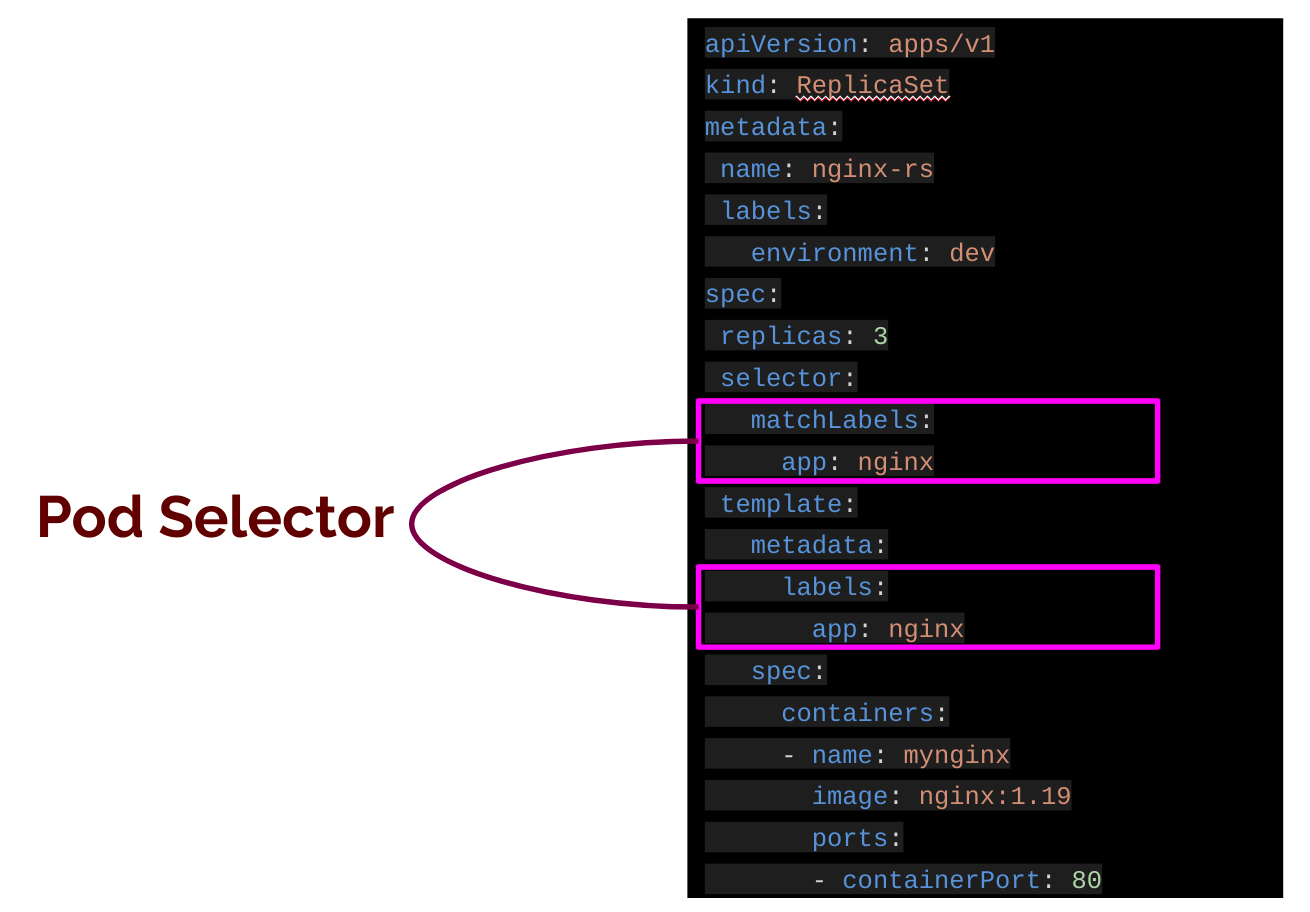 apiVersion: apps/v1
kind: ReplicaSet
metadata:
 name: nginx-rs
 labels:
   environment: dev
spec:
 replicas: 3
 selector:
   matchLabels:
     app: nginx
Pod Selector
 template:
   metadata:
     labels:
       app: nginx
   spec:
     containers:
     - name: mynginx
       image: nginx:1.19
       ports:
       - containerPort: 80